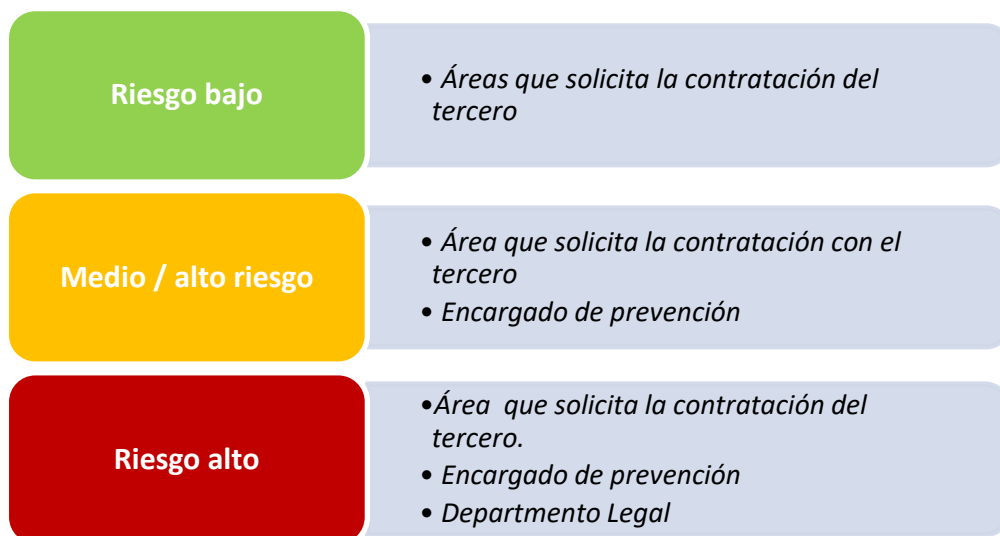 Riesgo bajo
• Áreas que solicita la contratación del
tercero
Medio / alto riesgo
• Área que solicita la contratación con el
tercero
• Encargado de prevención
Riesgo alto
•Área que solicita la contratación del
tercero.
• Encargado de prevención
• Departmento Legal